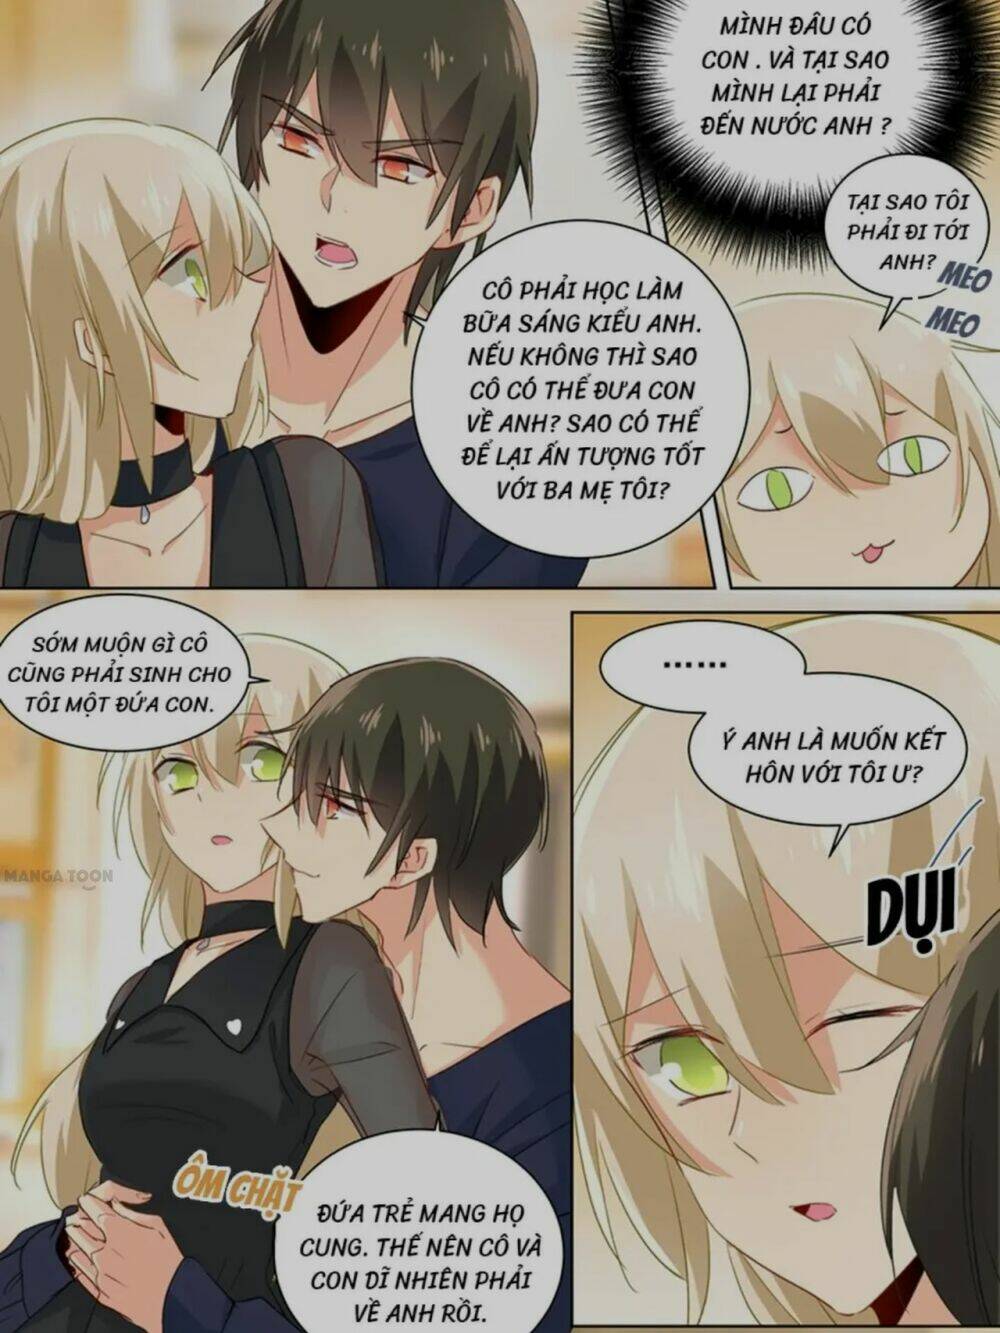 CÔ PHẢI HỌC LÀM
BỮA SÁNG KIỂU ANH.
NẾU KHÔNG THÌ SAO
CÔ CÓ THỂ ĐƯA CON
VỀ ANH? SAO CÓ THỂ
ĐỂ LẠI ẤN TƯỢNG TỐT
VỚI BA MẸ TÔI?
MÌNH ĐÂU CÓ
CON . VÀ TẠI SAO
MÌNH LẠI PHẢI
ĐẾN NƯỚC ANH ?
TẠI SAO TÔI
PHẢI ĐI TỚI
ANH?
MEO
MEO
SỚM MUỘN GÌ CÔ
CŨNG PHẢI SINH CHO
TÔI MỘT ĐỨA CON.
MANGA TOON
ÔM CHẶT
ĐỨA TRẺ MANG HỌ
CUNG. THẾ NÊN CÔ VÀ
CON DĨ NHIÊN PHẢI
VỀ ANH RỒI.
......
Ý ANH LÀ MUỐN KẾT
HÔN VỚI TÔI Ư?
DỤI